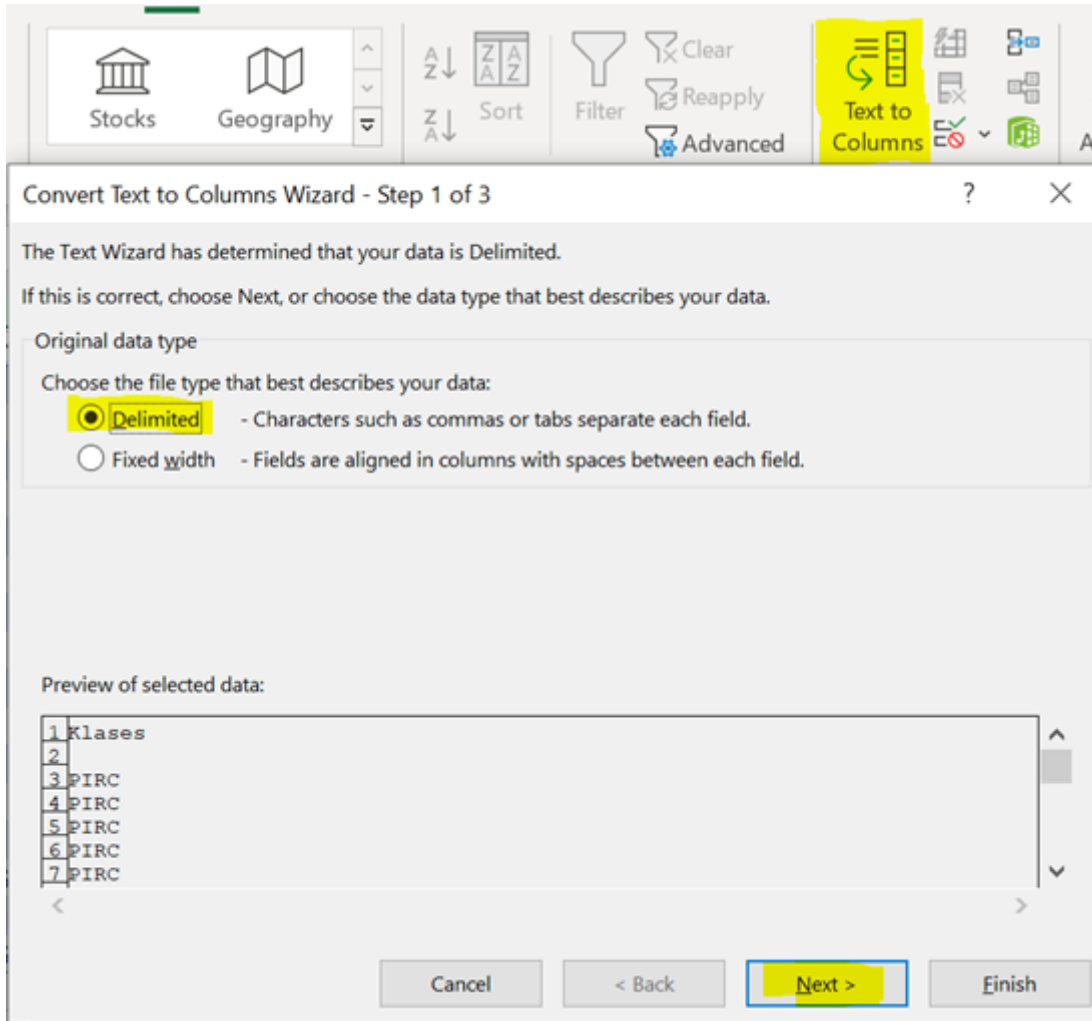 Stocks
Geography
A
Z
Z
A
Z A
A Z
Sort
Filter
Clear
Reapply
Advanced
Text to
Columns
A
Convert Text to Columns Wizard - Step 1 of 3
?
The Text Wizard has determined that your data is Delimited.
If this is correct, choose Next, or choose the data type that best describes your data.
Original data type
Choose the file type that best describes your data:
Delimited - Characters such as commas or tabs separate each field.
Fixed width - Fields are aligned in columns with spaces between each field.
Preview of selected data:
1 Klases
2
3 PIRC
4 PIRC
5 PIRC
6 PIRC
7 PIRC
Cancel < Back Next > Finish